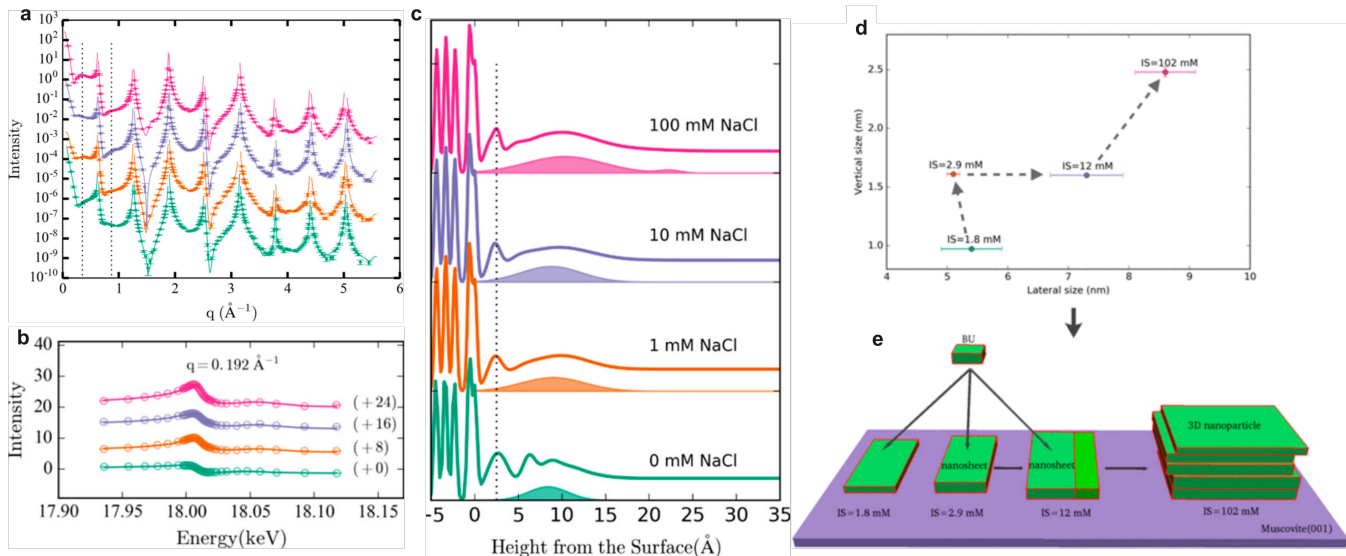 a
10³
10²
10¹
10⁰
10⁻¹
10⁻²
10⁻³
10⁻⁴
10⁻⁵
10⁻⁶
10⁻⁷
10⁻⁸
10⁻⁹
10⁻¹⁰
Intensity
0 1 2 3 4 5 6
q (Å⁻¹)
b
40
30
20
10
0
Intensity
q = 0.192 Å⁻¹
(+24)
(+16)
(+8)
(+0)
17.90 17.95 18.00 18.05 18.10 18.15
Energy(keV)
c
100 mM NaCl
10 mM NaCl
1 mM NaCl
0 mM NaCl
-5 0 5 10 15 20 25 30 35
Height from the Surface(Å)
d
Vertical size (nm)
2.5
2.0
1.5
1.0
IS=102 mM
IS=2.9 mM
IS=12 mM
IS=1.8 mM
4 5 6 7 8 9 10
Lateral size (nm)
e
BU
3D nanoparticle
nanosheet nanosheet
IS=1.8 mM IS=2.9 mM IS=12 mM IS=102 mM
Muscovite(001)